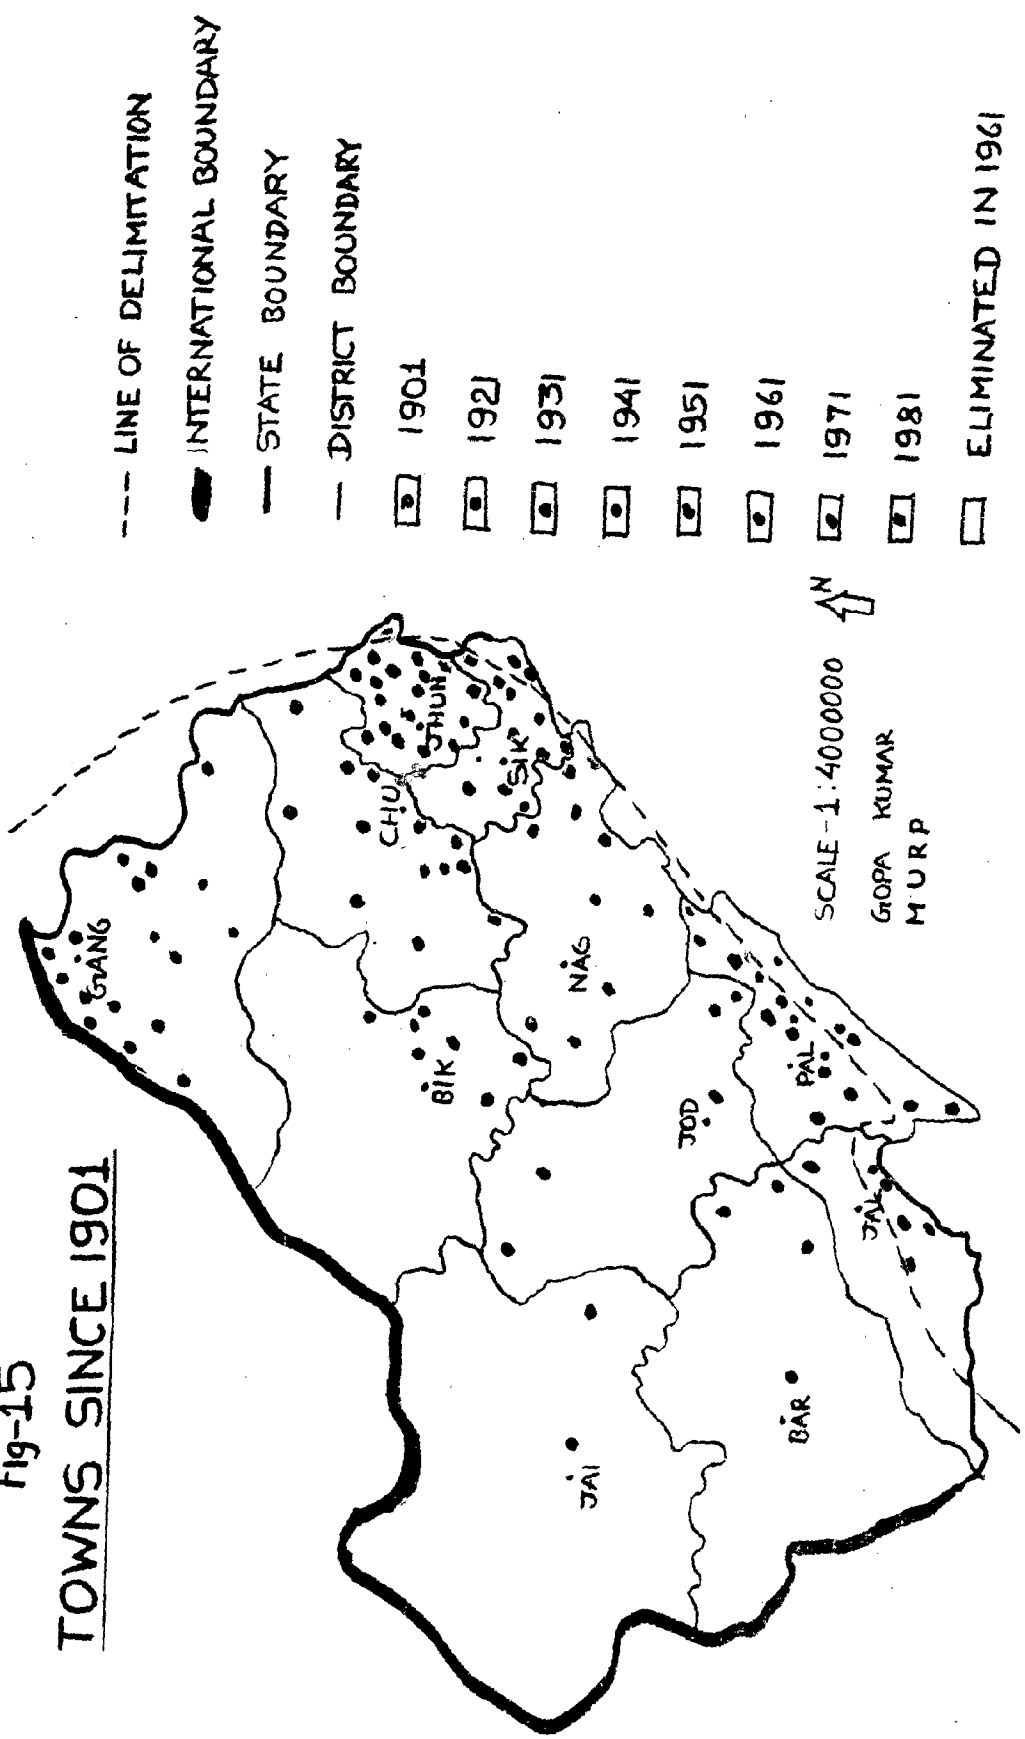 Fig-15
TOWNS SINCE 1901
GANG
CHU
JHUN
SIK
BIK
NAG
JAI
JOD
PAL
BAR
JAL
LINE OF DELIMITATION
INTERNATIONAL BOUNDARY
STATE BOUNDARY
DISTRICT BOUNDARY
1901
1921
1931
1941
1951
1961
1971
1981
ELIMINATED IN 1961
N
SCALE-1:4000000
GOPA KUMAR
MURP